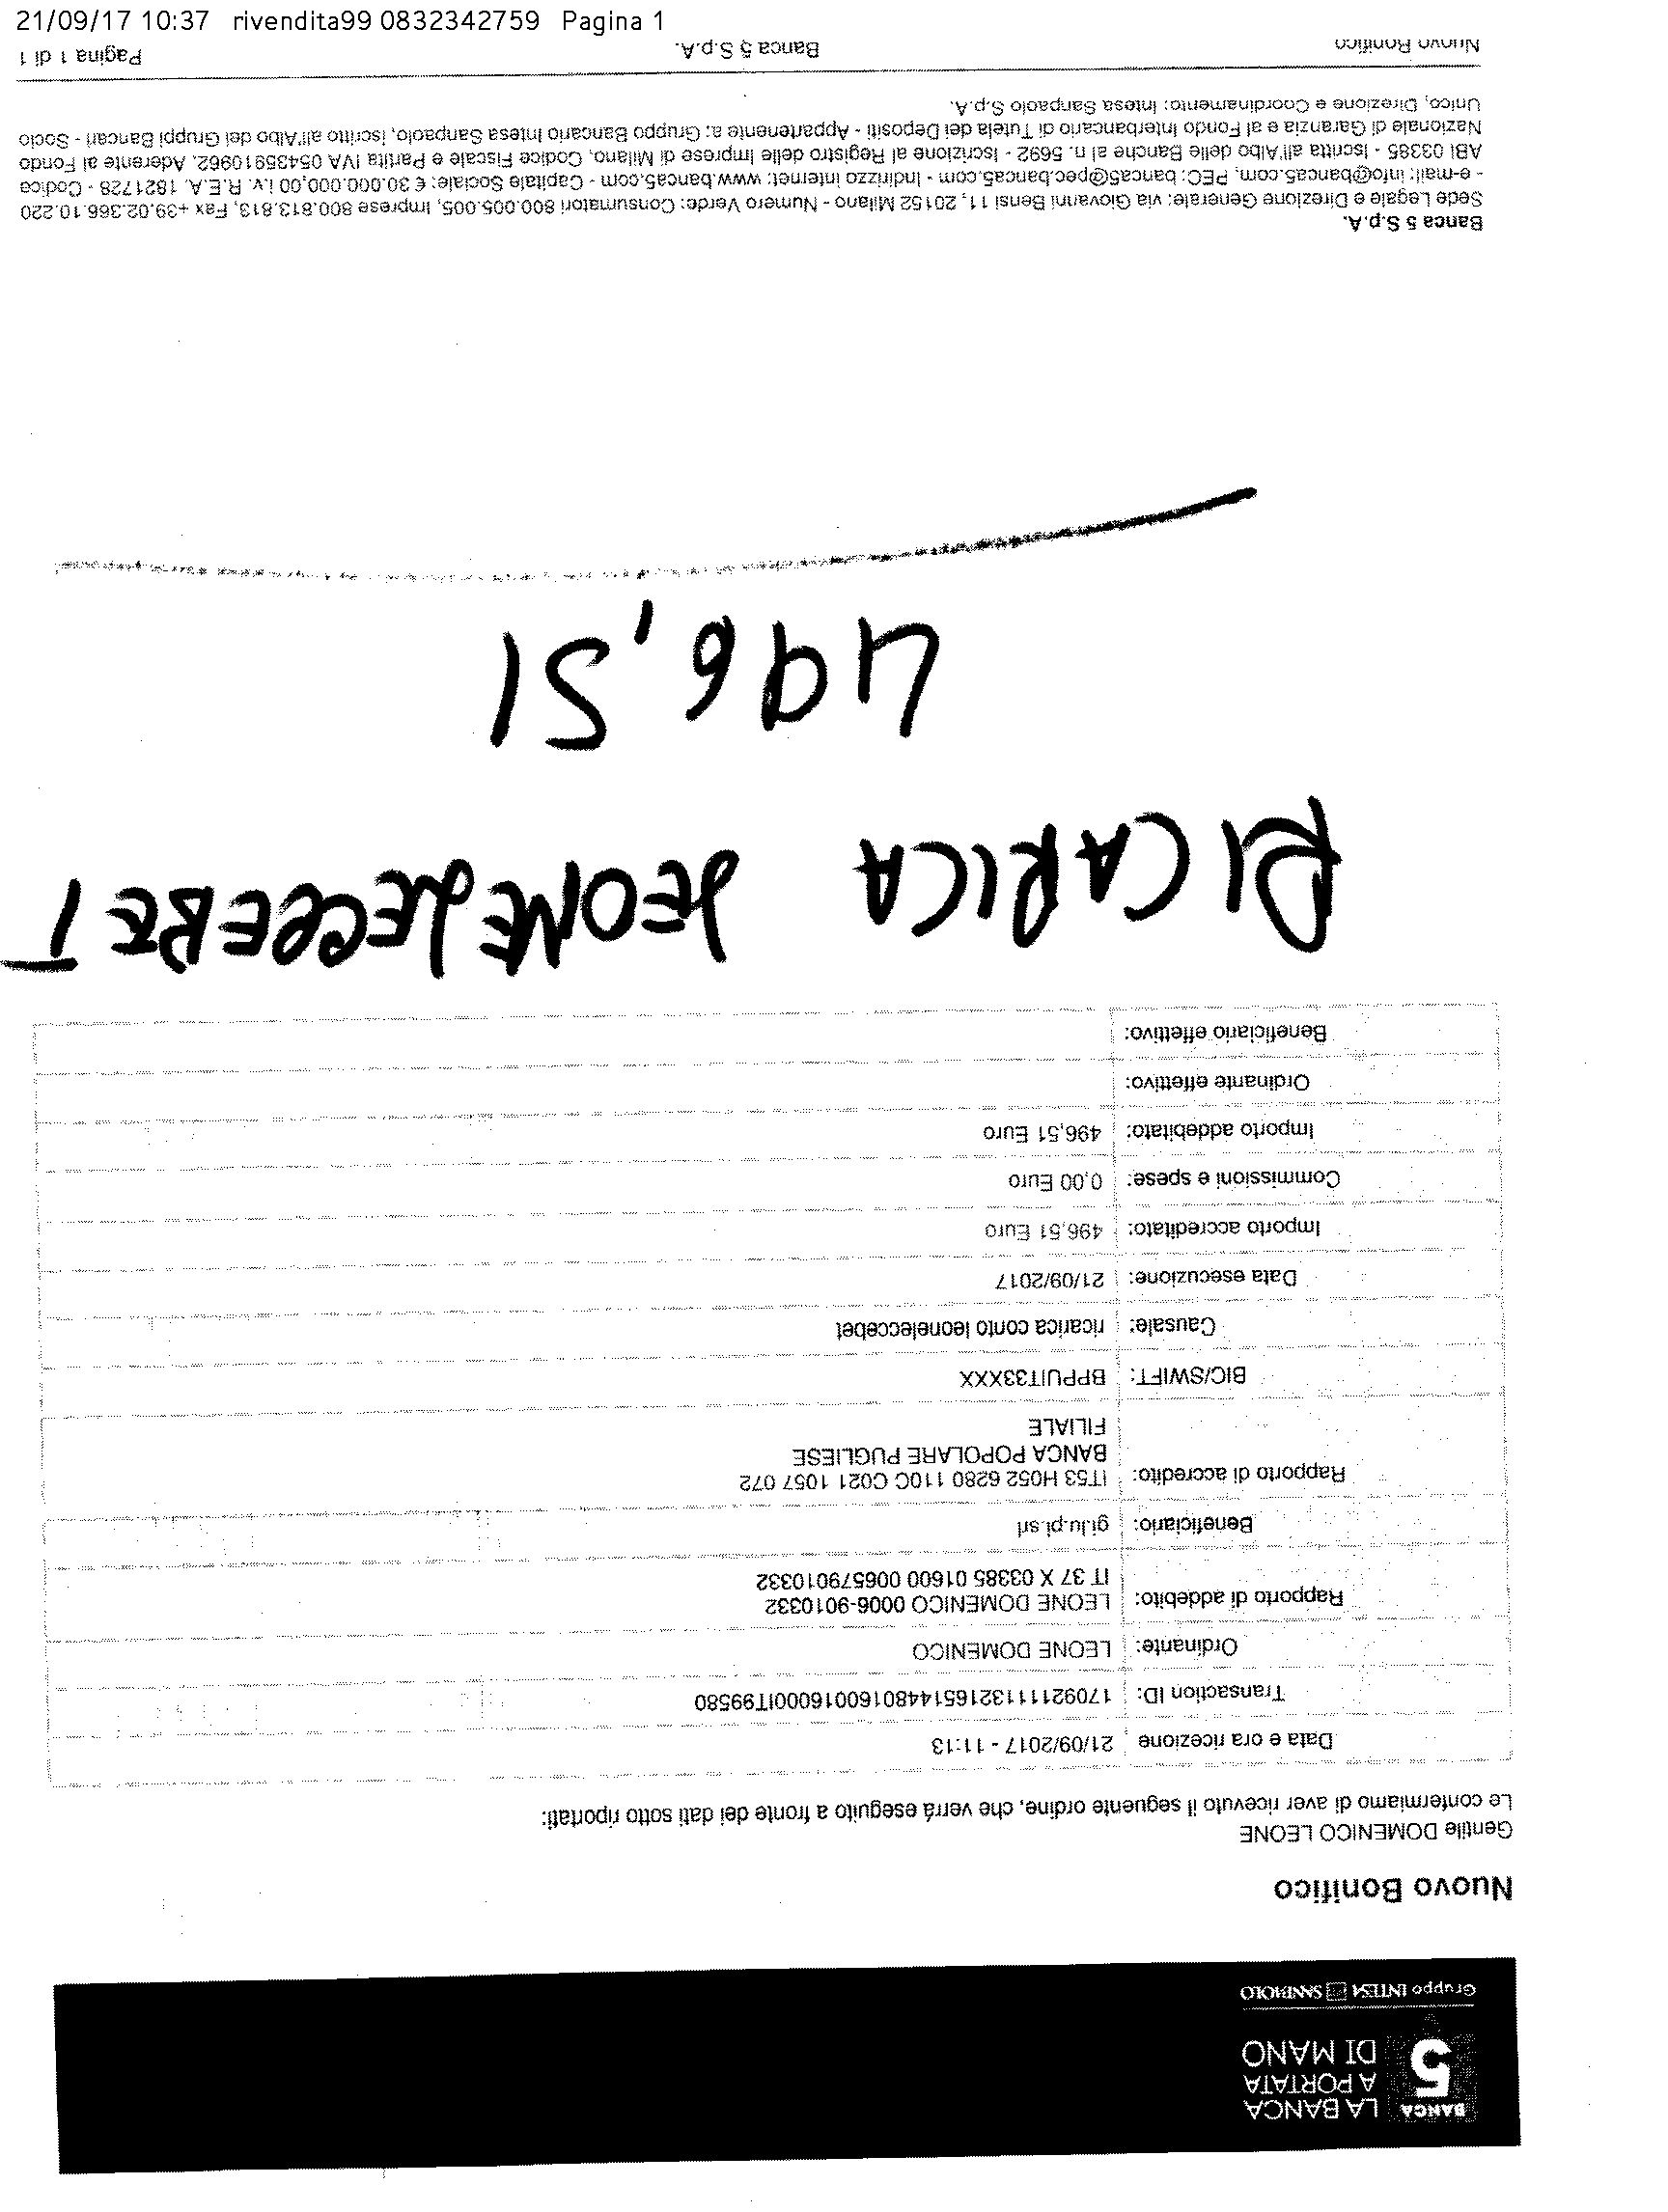 21/09/17 10:37 rivendita99 0832342759 Pagina 1
BANCA 5
LA BANCA
A PORTATA
DI MANO
Gruppo INTESA SANPAOLO
Nuovo Bonifico
Gentile DOMENICO LEONE
Le confermiamo di aver ricevuto il seguente ordine, che verrá eseguito a fronte dei dati sotto riportati:
Data e ora ricezione 21/09/2017 - 11:13
Transaction ID: 1709211113216514480160016000IT99580
Ordinante: LEONE DOMENICO
Rapporto di addebito: LEONE DOMENICO 0006-9010332
IT 37 X 03385 01600 006579010332
Beneficiario: gi.lu.pi.srl
Rapporto di accredito: IT53 H052 6280 110C C021 1057 072
BANCA POPOLARE PUGLIESE
FILIALE
BIC/SWIFT: BPPUIT33XXX
Causale: ricarica conto leoneleccebet
Data esecuzione: 21/09/2017
Importo accreditato: 496,51 Euro
Commissioni e spese: 0,00 Euro
Importo addebitato: 496,51 Euro
Ordinante effettivo:
Beneficiario effettivo:
RICARICA LEONELECCEBET
496,51
Banca 5 S.p.A.
Sede Legale e Direzione Generale: via Giovanni Bensi 11, 20152 Milano - Numero Verde: Consumatori 800.005.005, Imprese 800.813.813, Fax +39.02.366.10.220
- e-mail: info@banca5.com, PEC: banca5@pec.banca5.com - Indirizzo internet: www.banca5.com - Capitale Sociale: € 30.000.000,00 i.v. R.E.A. 1821728 - Codice
ABI 03385 - Iscritta all'Albo delle Banche al n. 5692 - Iscrizione al Registro delle Imprese di Milano, Codice Fiscale e Partita IVA 05435910962. Aderente al Fondo
Nazionale di Garanzia e al Fondo Interbancario di Tutela dei Depositi - Appartenente a: Gruppo Bancario Intesa Sanpaolo, iscritto all'Albo dei Gruppi Bancari - Socio
Unico, Direzione e Coordinamento: Intesa Sanpaolo S.p.A.
Nuovo Bonifico Banca 5 S.p.A. Pagina 1 di 1